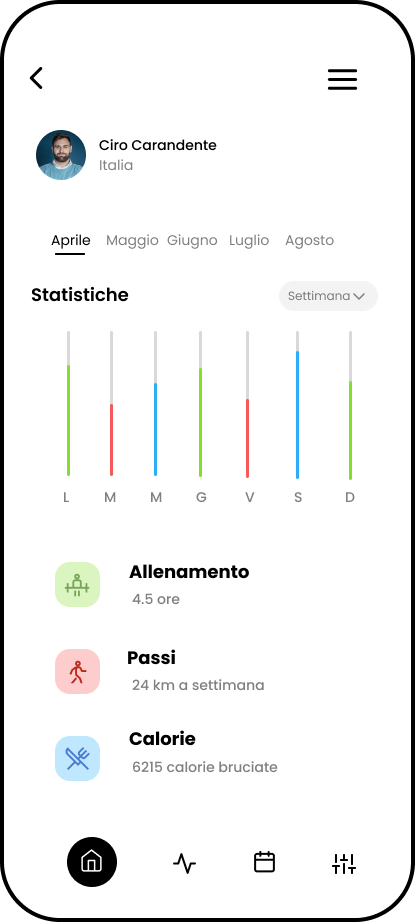 Ciro Carandente
Italia
Aprile Maggio Giugno Luglio Agosto
Statistiche
Settimana
L M M G V S D
Allenamento
4.5 ore
Passi
24 km a settimana
Calorie
6215 calorie bruciate